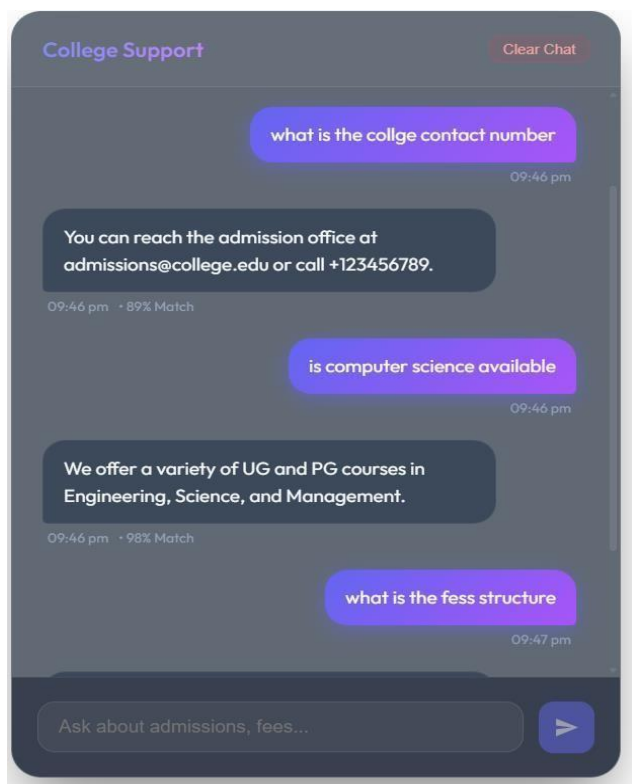 College Support
Clear Chat
what is the collge contact number
09:46 pm
You can reach the admission office at
admissions@college.edu or call +123456789.
09:46 pm • 89% Match
is computer science available
09:46 pm
We offer a variety of UG and PG courses in
Engineering, Science, and Management.
09:46 pm • 98% Match
what is the fess structure
09:47 pm
Ask about admissions, fees...